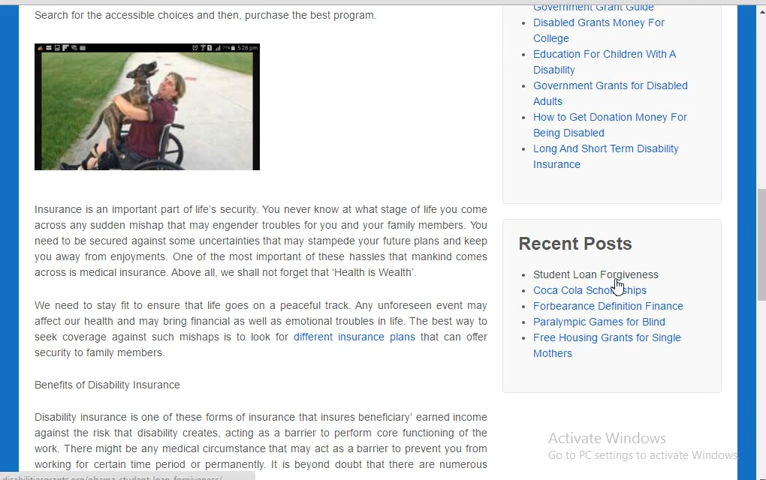 Search for the accessible choices and then, purchase the best program.
5:26 pm
Insurance is an important part of life's security. You never know at what stage of life you come
across any sudden mishap that may engender troubles for you and your family members. You
need to be secured against some uncertainties that may stampede your future plans and keep
you away from enjoyments. One of the most important of these hassles that mankind comes
across is medical insurance. Above all, we shall not forget that 'Health is Wealth'.
We need to stay fit to ensure that life goes on a peaceful track. Any unforeseen event may
affect our health and may bring financial as well as emotional troubles in life. The best way to
seek coverage against such mishaps is to look for different insurance plans that can offer
security to family members.
Benefits of Disability Insurance
Disability insurance is one of these forms of insurance that insures beneficiary' earned income
against the risk that disability creates, acting as a barrier to perform core functioning of the
work. There might be any medical circumstance that may act as a barrier to prevent you from
working for certain time period or permanently. It is beyond doubt that there are numerous
Government Grant Guide
Disabled Grants Money For
College
Education For Children With A
Disability
Government Grants for Disabled
Adults
How to Get Donation Money For
Being Disabled
Long And Short Term Disability
Insurance
Recent Posts
Student Loan Forgiveness
Coca Cola Scholarships
Forbearance Definition Finance
Paralympic Games for Blind
Free Housing Grants for Single
Mothers
Activate Windows
Go to PC settings to activate Windows.